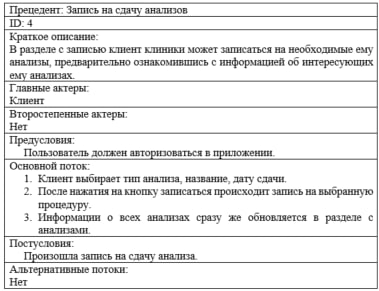 Прецедент: Запись на сдачу анализов
ID: 4
Краткое описание:
В разделе с записью клиент клиники может записаться на необходимые ему
анализы, предварительно ознакомившись с информацией об интересующих
ему анализах.
Главные актеры:
Клиент
Второстепенные актеры:
Нет
Предусловия:
Пользователь должен авторизоваться в приложении.
Основной поток:
1. Клиент выбирает тип анализа, название, дату сдачи.
2. После нажатия на кнопку записаться происходит запись на выбранную
процедуру.
3. Информации о всех анализах сразу же обновляется в разделе с
анализами.
Постусловия:
Произошла запись на сдачу анализа.
Альтернативные потоки:
Нет